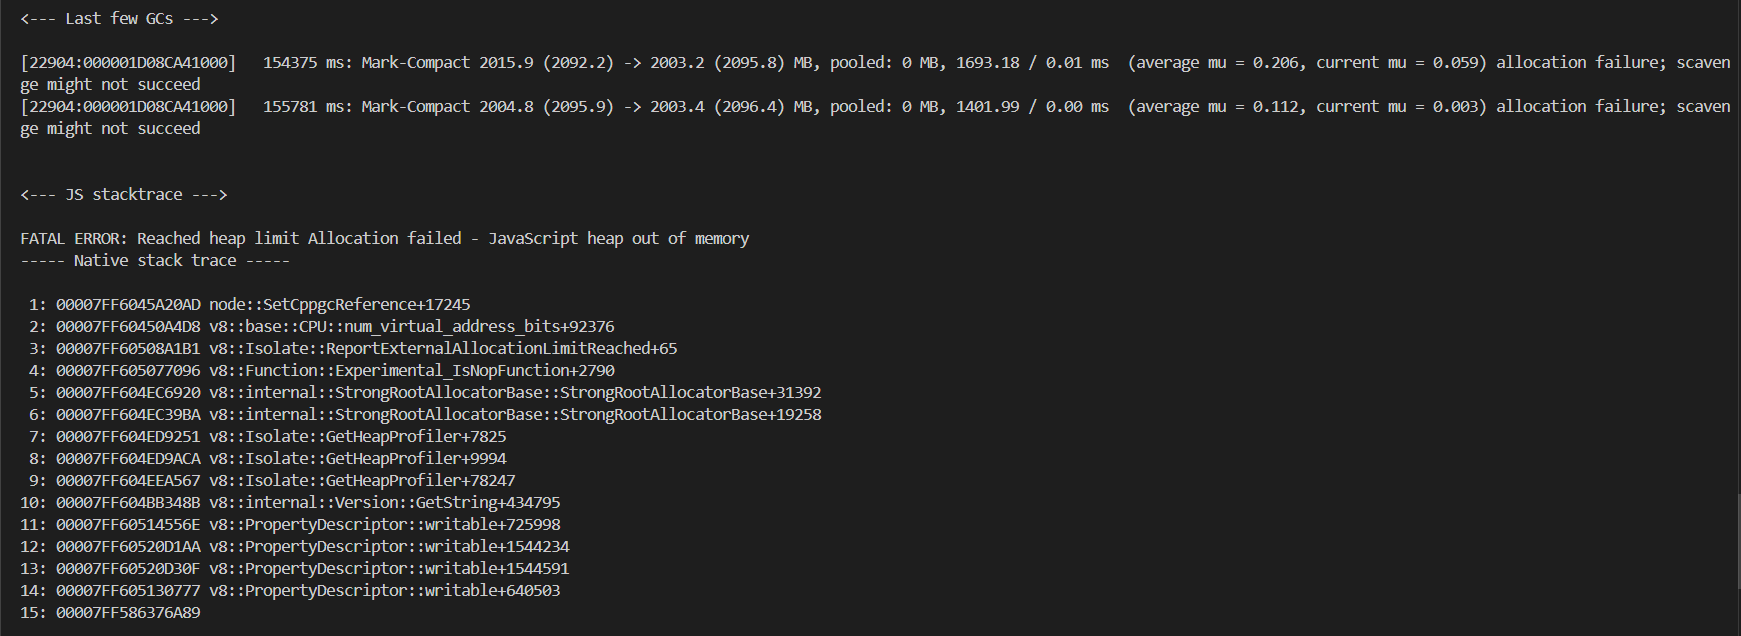 <--- Last few GCs --->
[22904:000001D08CA41000]   154375 ms: Mark-Compact 2015.9 (2092.2) -> 2003.2 (2095.8) MB, pooled: 0 MB, 1693.18 / 0.01 ms  (average mu = 0.206, current mu = 0.059) allocation failure; scaven
ge might not succeed
[22904:000001D08CA41000]   155781 ms: Mark-Compact 2004.8 (2095.9) -> 2003.4 (2096.4) MB, pooled: 0 MB, 1401.99 / 0.00 ms  (average mu = 0.112, current mu = 0.003) allocation failure; scaven
ge might not succeed
<--- JS stacktrace --->
FATAL ERROR: Reached heap limit Allocation failed - JavaScript heap out of memory
----- Native stack trace -----
 1: 00007FF6045A20AD node::SetCppgcReference+17245
 2: 00007FF60450A4D8 v8::base::CPU::num_virtual_address_bits+92376
 3: 00007FF60508A1B1 v8::Isolate::ReportExternalAllocationLimitReached+65
 4: 00007FF605077096 v8::Function::Experimental_IsNopFunction+2790
 5: 00007FF604EC6920 v8::internal::StrongRootAllocatorBase::StrongRootAllocatorBase+31392
 6: 00007FF604EC39BA v8::internal::StrongRootAllocatorBase::StrongRootAllocatorBase+19258
 7: 00007FF604ED9251 v8::Isolate::GetHeapProfiler+7825
 8: 00007FF604ED9ACA v8::Isolate::GetHeapProfiler+9994
 9: 00007FF604EEA567 v8::Isolate::GetHeapProfiler+78247
10: 00007FF604BB348B v8::internal::Version::GetString+434795
11: 00007FF60514556E v8::PropertyDescriptor::writable+725998
12: 00007FF60520D1AA v8::PropertyDescriptor::writable+1544234
13: 00007FF60520D30F v8::PropertyDescriptor::writable+1544591
14: 00007FF605130777 v8::PropertyDescriptor::writable+640503
15: 00007FF586376A89